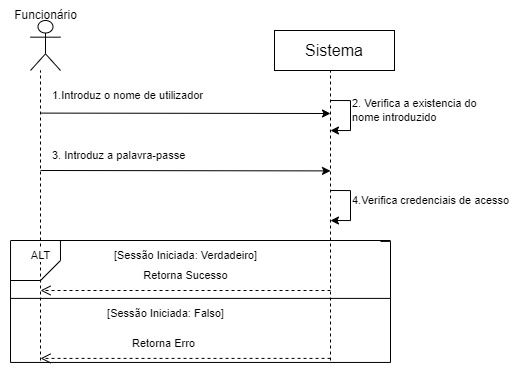 Funcionário
Sistema
1.Introduz o nome de utilizador
2. Verifica a existencia do
nome introduzido
3. Introduz a palavra-passe
4.Verifica credenciais de acesso
ALT
[Sessão Iniciada: Verdadeiro]
Retorna Sucesso
[Sessão Iniciada: Falso]
Retorna Erro